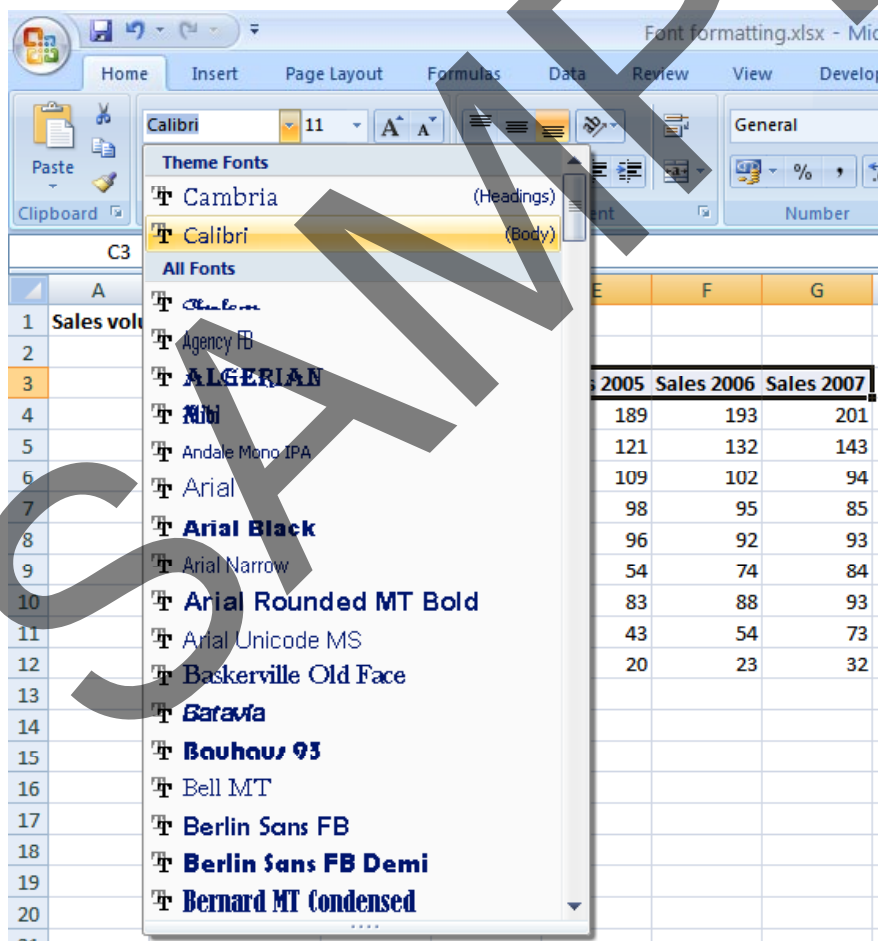 Font formatting.xlsx - Mic
Home Insert Page Layout Formulas Data Review View Develop
Calibri 11 A A General
Paste % ,
Clipboard ent Number
C3
Theme Fonts
Cambria (Headings)
Calibri (Body)
All Fonts
Agency FB
ALGERIAN
Andale Mono IPA
Arial
Arial Black
Arial Narrow
Arial Rounded MT Bold
Arial Unicode MS
Baskerville Old Face
Batavia
Bauhaus 93
Bell MT
Berlin Sans FB
Berlin Sans FB Demi
Bernard MT Condensed
A E F G
1 Sales volu
2
3 s 2005 Sales 2006 Sales 2007
4 189 193 201
5 121 132 143
6 109 102 94
7 98 95 85
8 96 92 93
9 54 74 84
10 83 88 93
11 43 54 73
12 20 23 32
13
14
15
16
17
18
19
20
SAMP